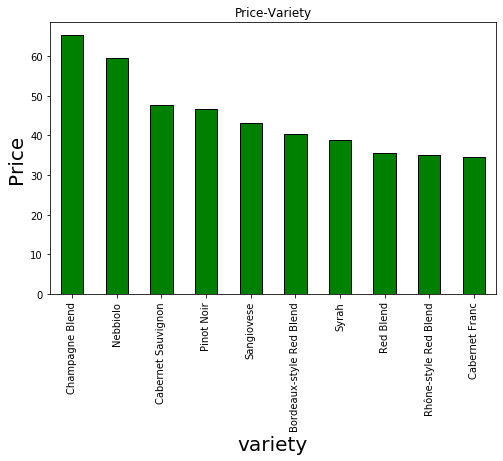 Price-Variety
Price
60
50
40
30
20
10
0
Champagne Blend
Nebbiolo
Cabernet Sauvignon
Pinot Noir
Sangiovese
Bordeaux-style Red Blend
Syrah
Red Blend
Rhône-style Red Blend
Cabernet Franc
variety